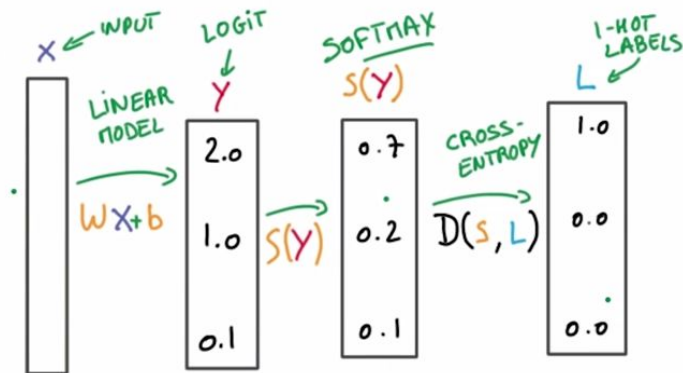 X
INPUT
LINEAR
MODEL
WX+b
LOGIT
Y
2.0
1.0
0.1
S(Y)
SOFTMAX
S(Y)
0.7
0.2
0.1
CROSS-
ENTROPY
D(S, L)
1-HOT
LABELS
L
1.0
0.0
0.0